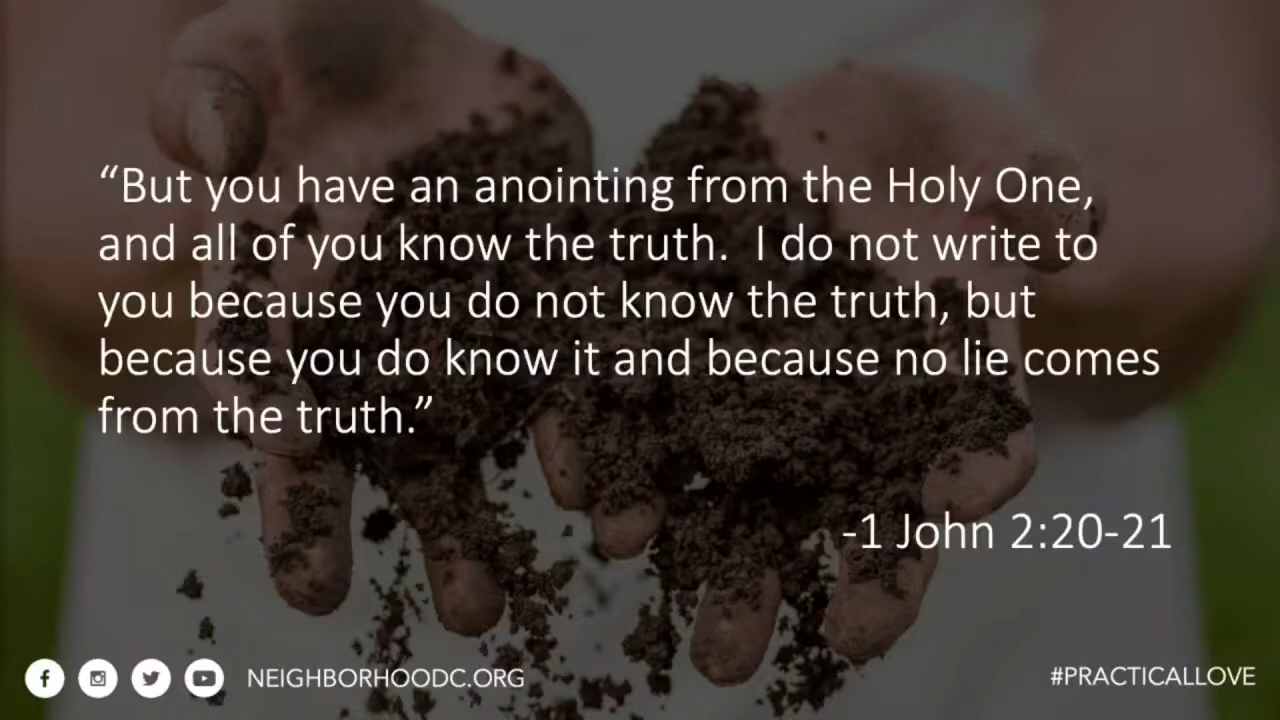 “But you have an anointing from the Holy One,
and all of you know the truth.  I do not write to
you because you do not know the truth, but
because you do know it and because no lie comes
from the truth.”
-1 John 2:20-21
NEIGHBORHOODC.ORG
#PRACTICALLOVE